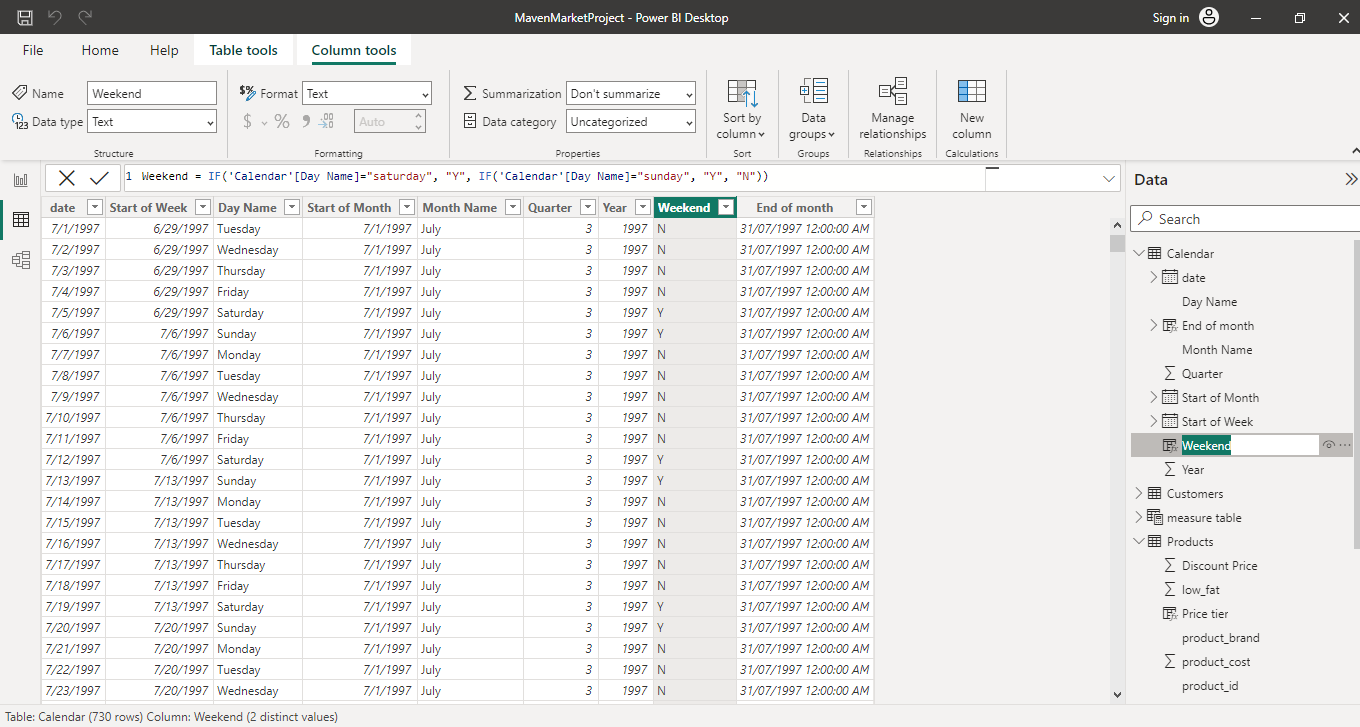 MavenMarketProject - Power BI Desktop
Sign in
File Home Help Table tools Column tools
Name Weekend
Data type Text
Structure
$% Format Text
$ % 9 .00 Auto
Formatting
Summarization Don't summarize
Data category Uncategorized
Properties
Sort by
column
Sort
Data
groups
Groups
Manage
relationships
Relationships
New
column
Calculations
1 Weekend = IF('Calendar'[Day Name]="saturday", "Y", IF('Calendar'[Day Name]="sunday", "Y", "N"))
date Start of Week Day Name Start of Month Month Name Quarter Year Weekend End of month
7/1/1997 6/29/1997 Tuesday 7/1/1997 July 3 1997 N 31/07/1997 12:00:00 AM
7/2/1997 6/29/1997 Wednesday 7/1/1997 July 3 1997 N 31/07/1997 12:00:00 AM
7/3/1997 6/29/1997 Thursday 7/1/1997 July 3 1997 N 31/07/1997 12:00:00 AM
7/4/1997 6/29/1997 Friday 7/1/1997 July 3 1997 N 31/07/1997 12:00:00 AM
7/5/1997 6/29/1997 Saturday 7/1/1997 July 3 1997 Y 31/07/1997 12:00:00 AM
7/6/1997 7/6/1997 Sunday 7/1/1997 July 3 1997 Y 31/07/1997 12:00:00 AM
7/7/1997 7/6/1997 Monday 7/1/1997 July 3 1997 N 31/07/1997 12:00:00 AM
7/8/1997 7/6/1997 Tuesday 7/1/1997 July 3 1997 N 31/07/1997 12:00:00 AM
7/9/1997 7/6/1997 Wednesday 7/1/1997 July 3 1997 N 31/07/1997 12:00:00 AM
7/10/1997 7/6/1997 Thursday 7/1/1997 July 3 1997 N 31/07/1997 12:00:00 AM
7/11/1997 7/6/1997 Friday 7/1/1997 July 3 1997 N 31/07/1997 12:00:00 AM
7/12/1997 7/6/1997 Saturday 7/1/1997 July 3 1997 Y 31/07/1997 12:00:00 AM
7/13/1997 7/13/1997 Sunday 7/1/1997 July 3 1997 Y 31/07/1997 12:00:00 AM
7/14/1997 7/13/1997 Monday 7/1/1997 July 3 1997 N 31/07/1997 12:00:00 AM
7/15/1997 7/13/1997 Tuesday 7/1/1997 July 3 1997 N 31/07/1997 12:00:00 AM
7/16/1997 7/13/1997 Wednesday 7/1/1997 July 3 1997 N 31/07/1997 12:00:00 AM
7/17/1997 7/13/1997 Thursday 7/1/1997 July 3 1997 N 31/07/1997 12:00:00 AM
7/18/1997 7/13/1997 Friday 7/1/1997 July 3 1997 N 31/07/1997 12:00:00 AM
7/19/1997 7/13/1997 Saturday 7/1/1997 July 3 1997 Y 31/07/1997 12:00:00 AM
7/20/1997 7/20/1997 Sunday 7/1/1997 July 3 1997 Y 31/07/1997 12:00:00 AM
7/21/1997 7/20/1997 Monday 7/1/1997 July 3 1997 N 31/07/1997 12:00:00 AM
7/22/1997 7/20/1997 Tuesday 7/1/1997 July 3 1997 N 31/07/1997 12:00:00 AM
7/23/1997 7/20/1997 Wednesday 7/1/1997 July 3 1997 N 31/07/1997 12:00:00 AM
Data
Search
Calendar
date
Day Name
End of month
Month Name
Quarter
Start of Month
Start of Week
Weekend
Year
Customers
measure table
Products
Discount Price
low_fat
Price tier
product_brand
product_cost
product_id
Table: Calendar (730 rows) Column: Weekend (2 distinct values)